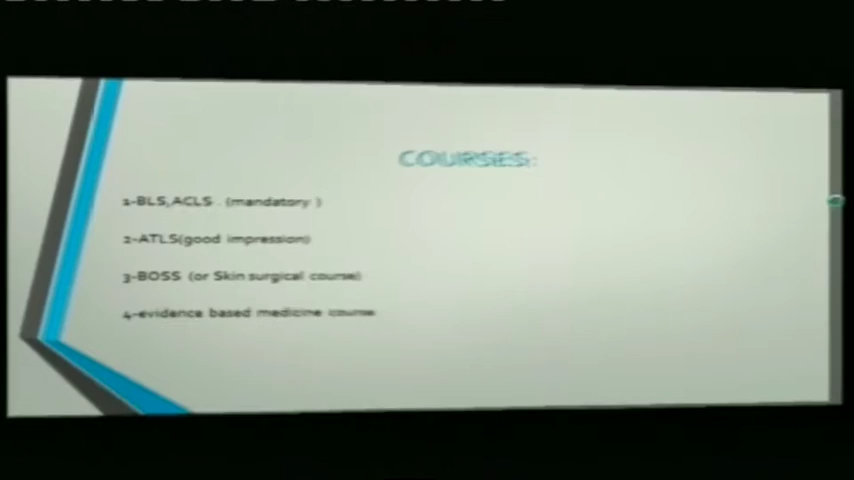 COURSES:
1-BLS,ACLS . (mandatory )
2-ATLS(good impression)
3-BOSS (or Skin surgical course)
4-evidence based medicine course